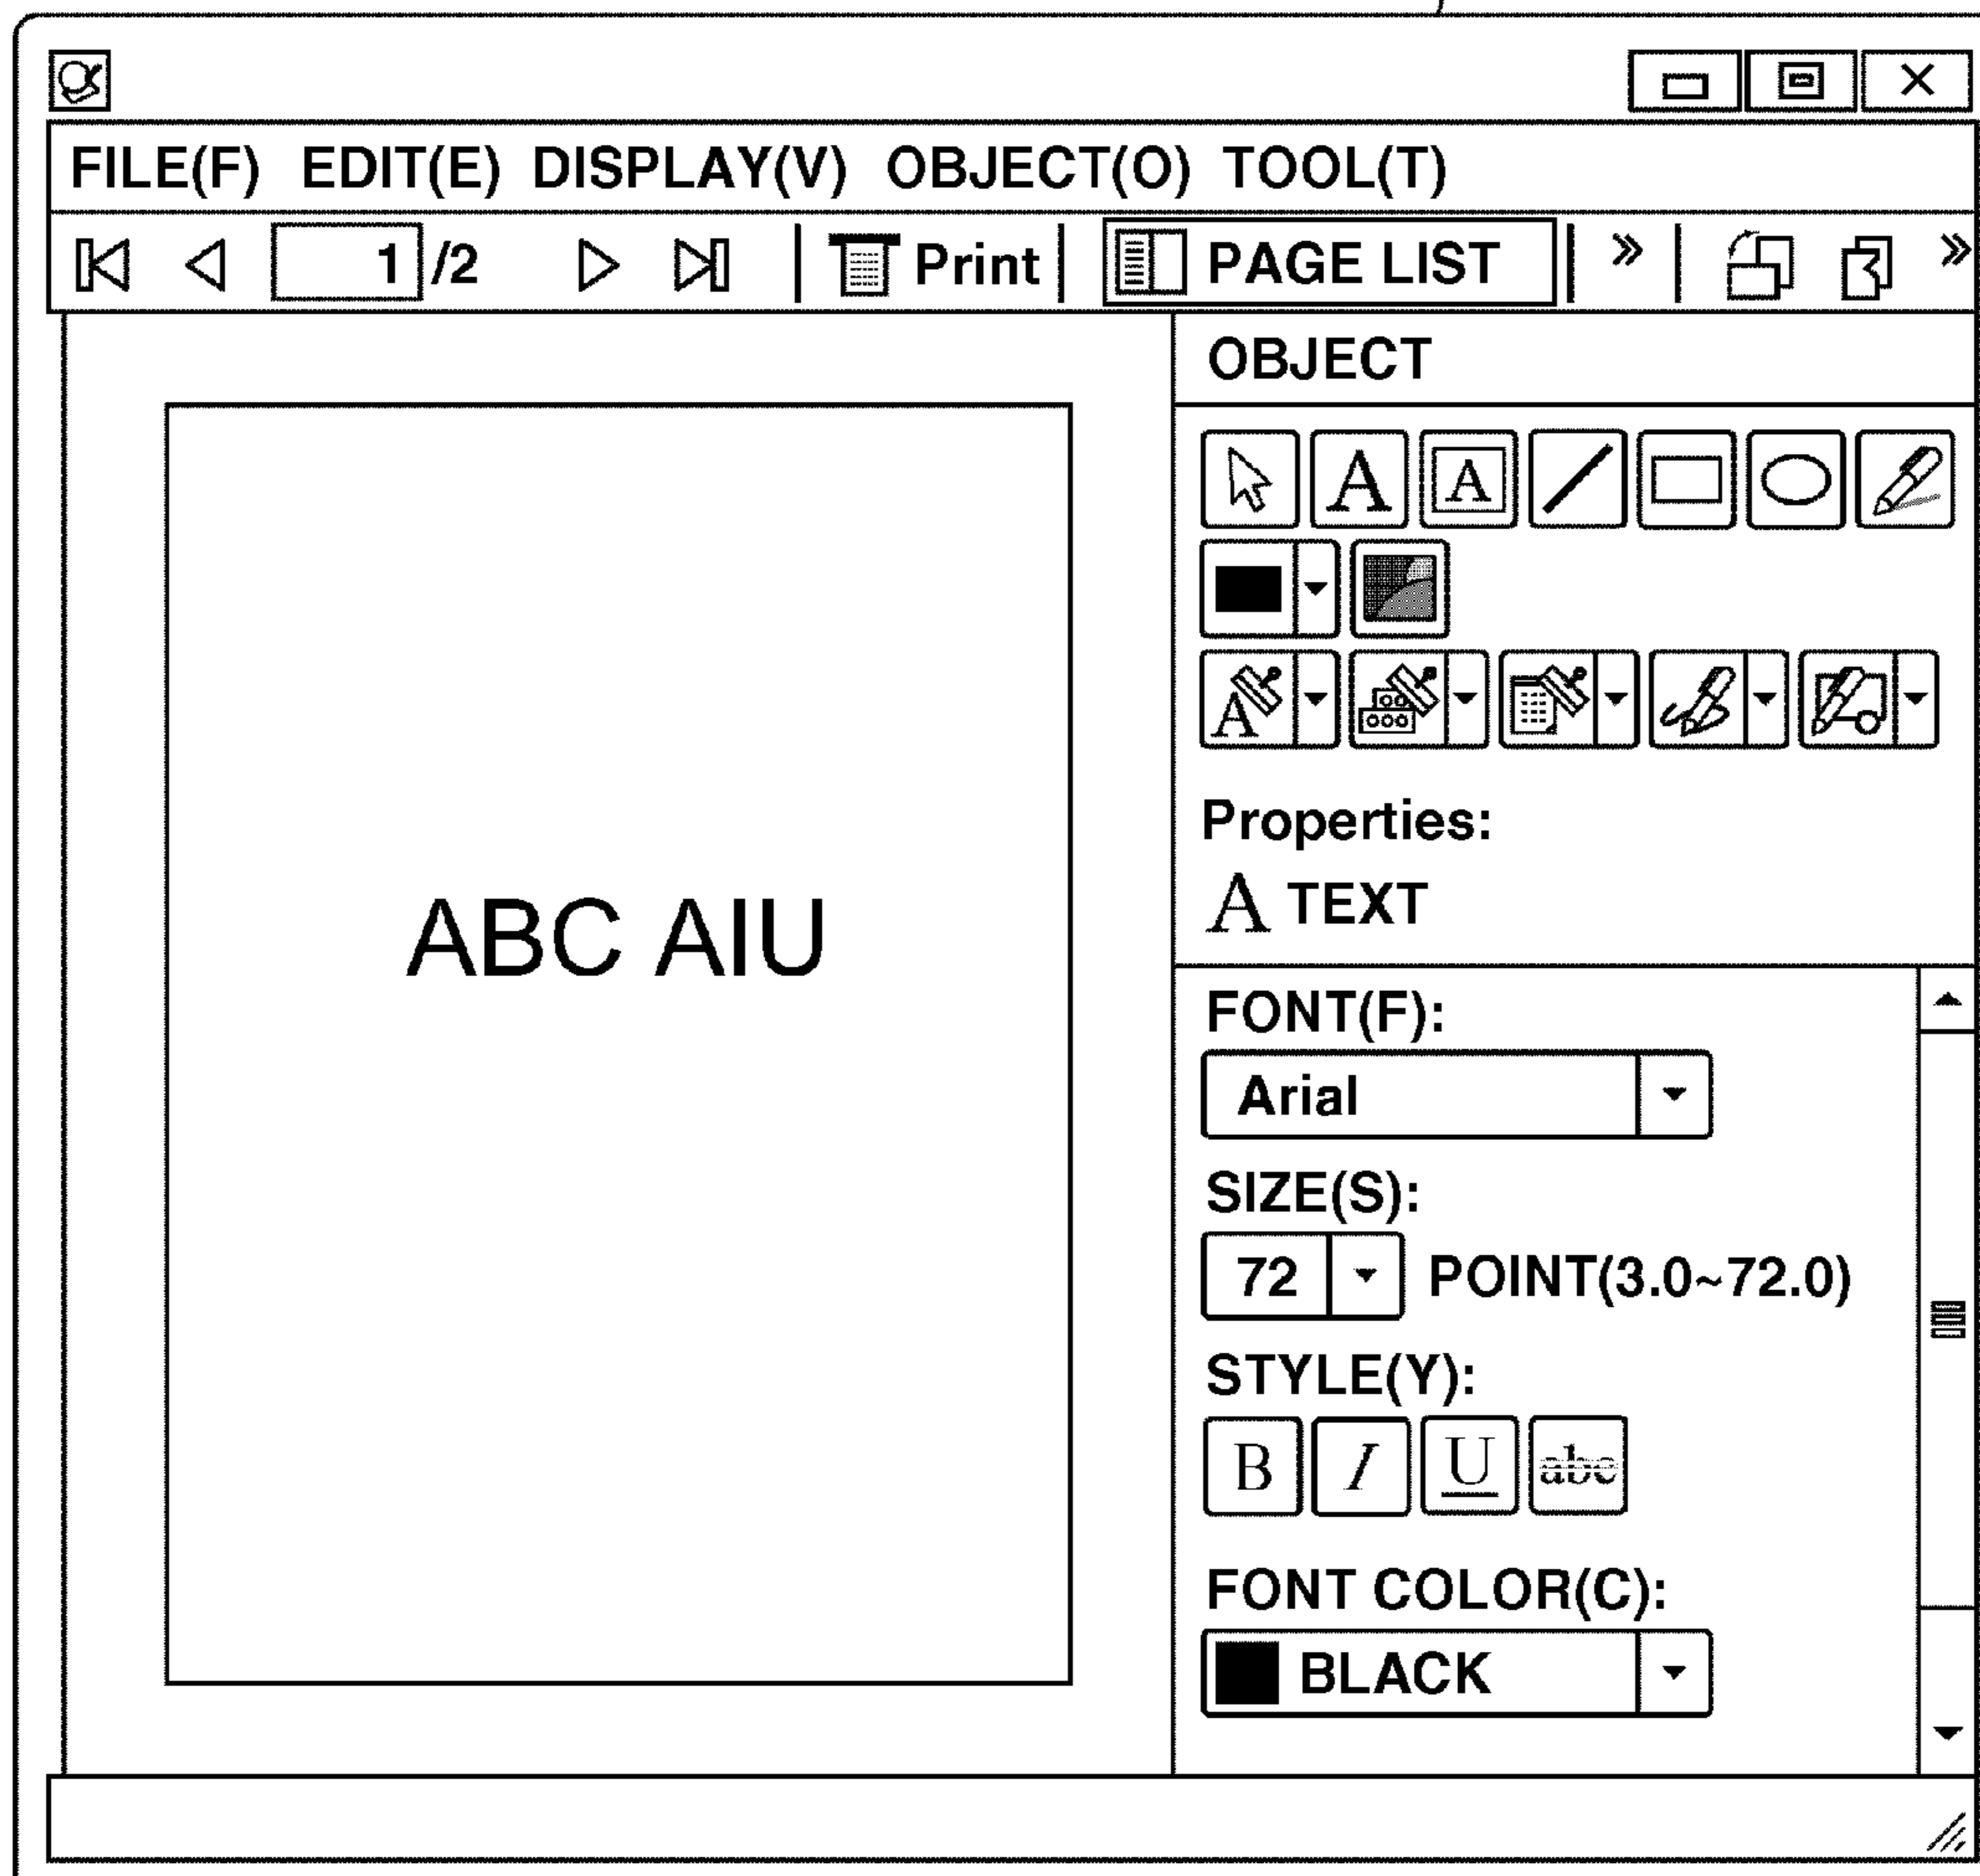 FILE(F) EDIT(E) DISPLAY(V) OBJECT(O) TOOL(T)
1 /2 Print PAGE LIST » »
OBJECT
A A
A
Properties:
A TEXT
ABC AIU
FONT(F):
Arial
SIZE(S):
72 POINT(3.0~72.0)
STYLE(Y):
B I U abc
FONT COLOR(C):
BLACK